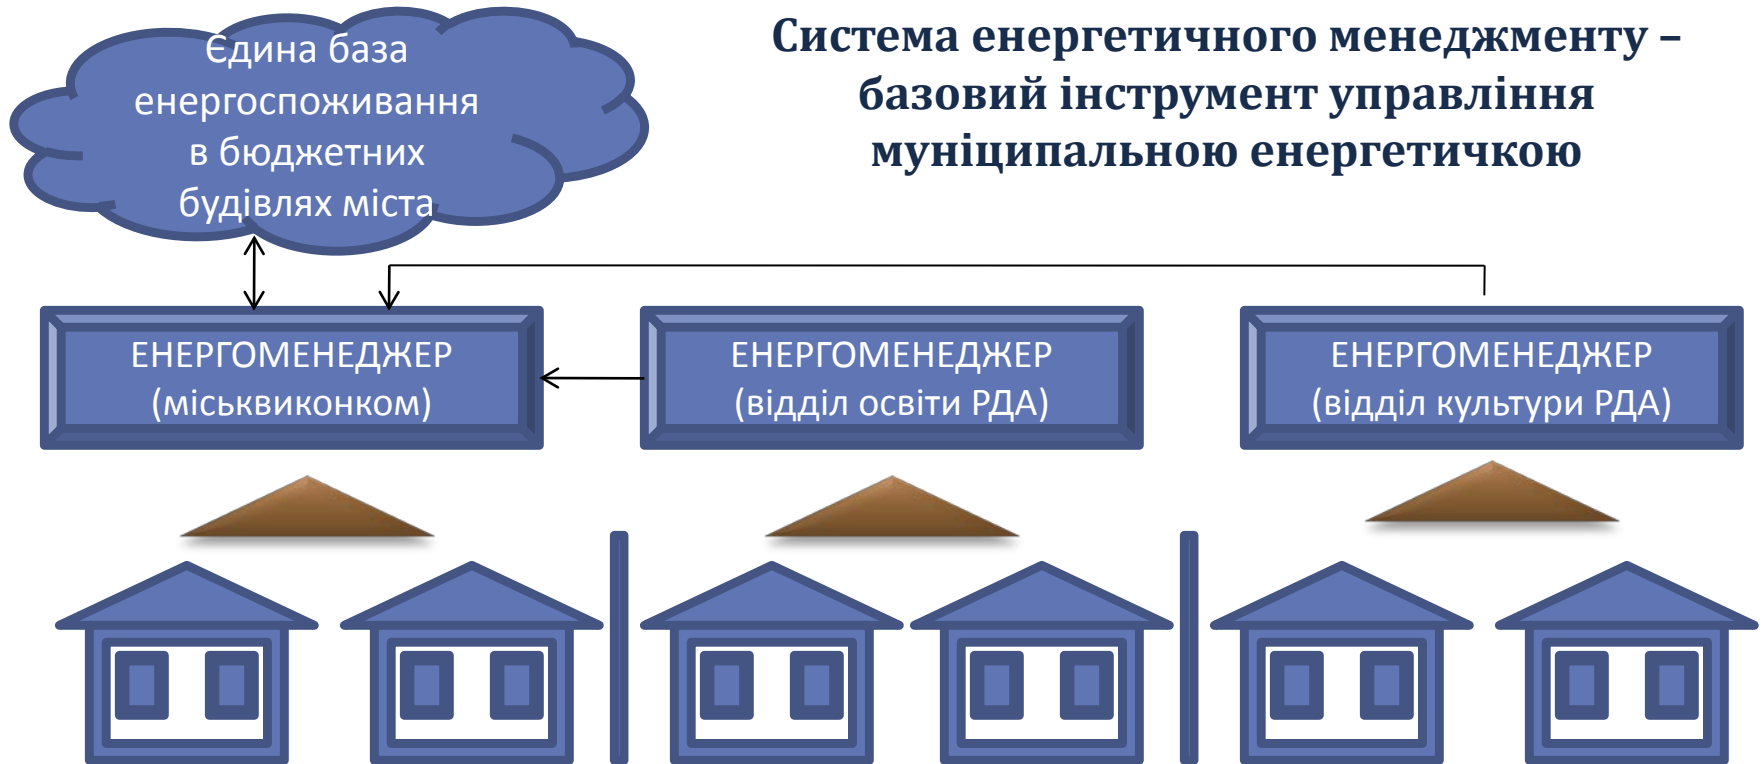 Єдина база
енергоспоживання
в бюджетних
будівлях міста
Система енергетичного менеджменту –
базовий інструмент управління
муніципальною енергетичкою
ЕНЕРГОМЕНЕДЖЕР
(міськвиконком)
ЕНЕРГОМЕНЕДЖЕР
(відділ освіти РДА)
ЕНЕРГОМЕНЕДЖЕР
(відділ культури РДА)